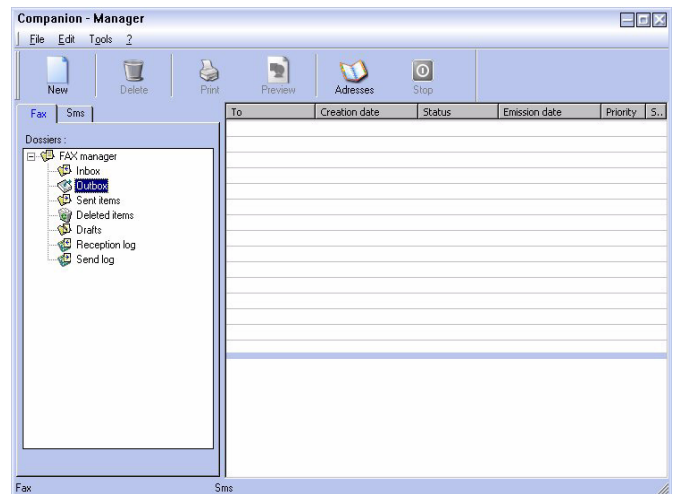 Companion - Manager
File Edit Tools ?
New Delete Print Preview Adresses Stop
Fax Sms
To Creation date Status Emission date Priority S...
Dossiers :
FAX manager
Inbox
Outbox
Sent items
Deleted items
Drafts
Reception log
Send log
Fax Sms